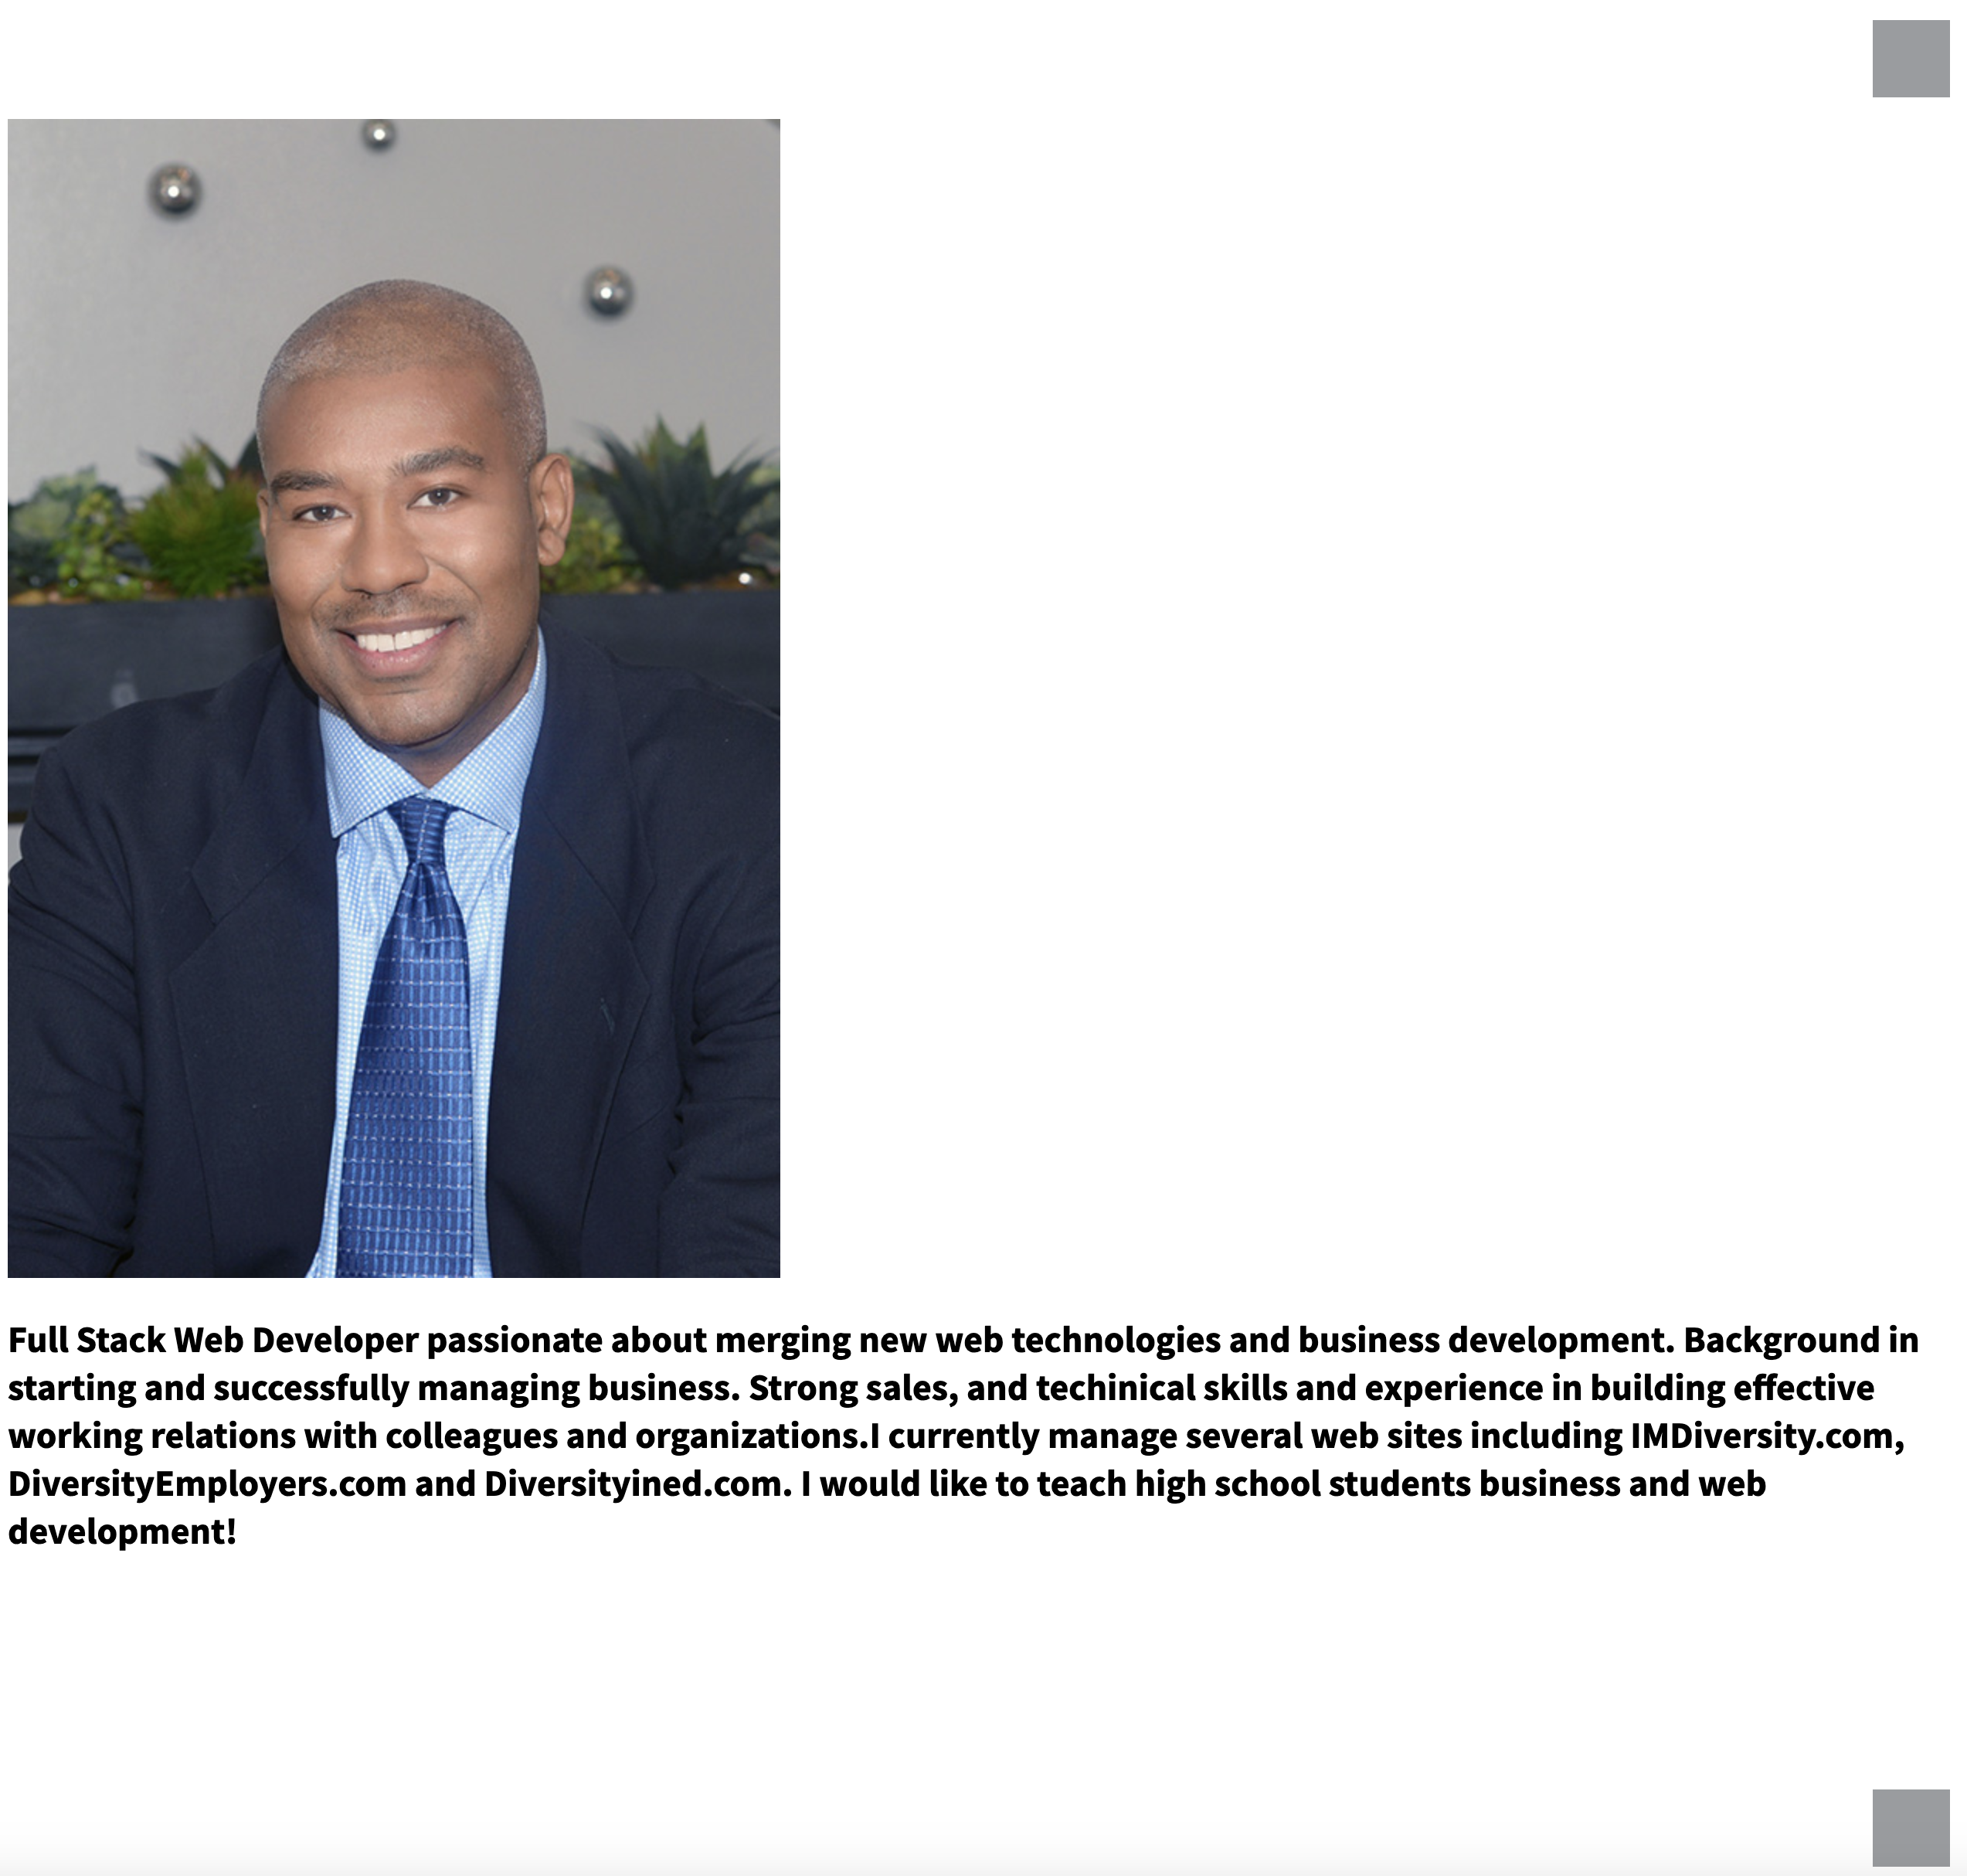 Full Stack Web Developer passionate about merging new web technologies and business development. Background in
starting and successfully managing business. Strong sales, and techinical skills and experience in building effective
working relations with colleagues and organizations.I currently manage several web sites including IMDiversity.com,
DiversityEmployers.com and Diversityined.com. I would like to teach high school students business and web
development!